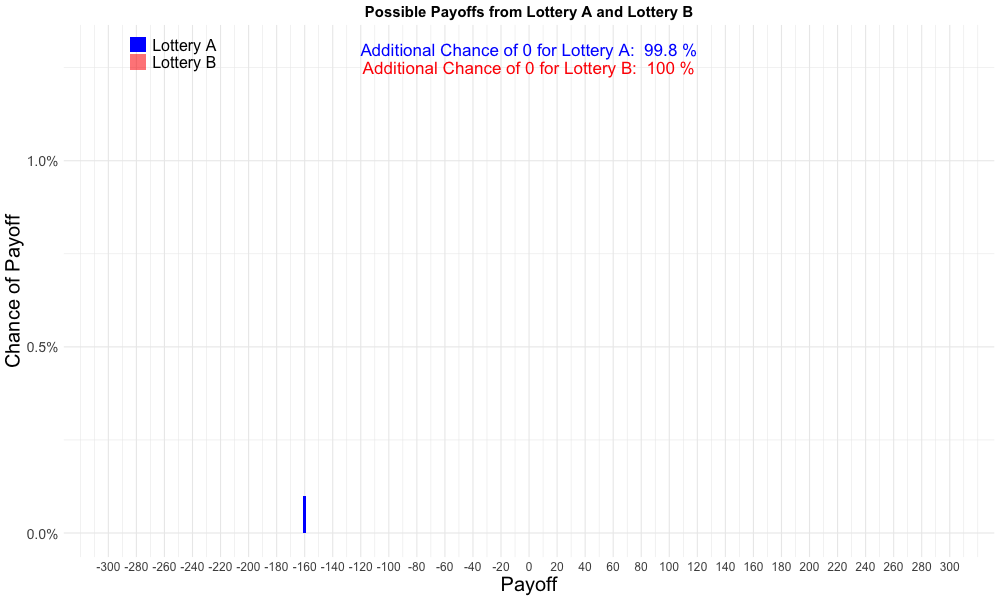 Possible Payoffs from Lottery A and Lottery B
Lottery A
Lottery B
Additional Chance of 0 for Lottery A:  99.8 %
Additional Chance of 0 for Lottery B:  100 %
Chance of Payoff
1.0%
0.5%
0.0%
-300 -280 -260 -240 -220 -200 -180 -160 -140 -120 -100 -80 -60 -40 -20 0 20 40 60 80 100 120 140 160 180 200 220 240 260 280 300
Payoff